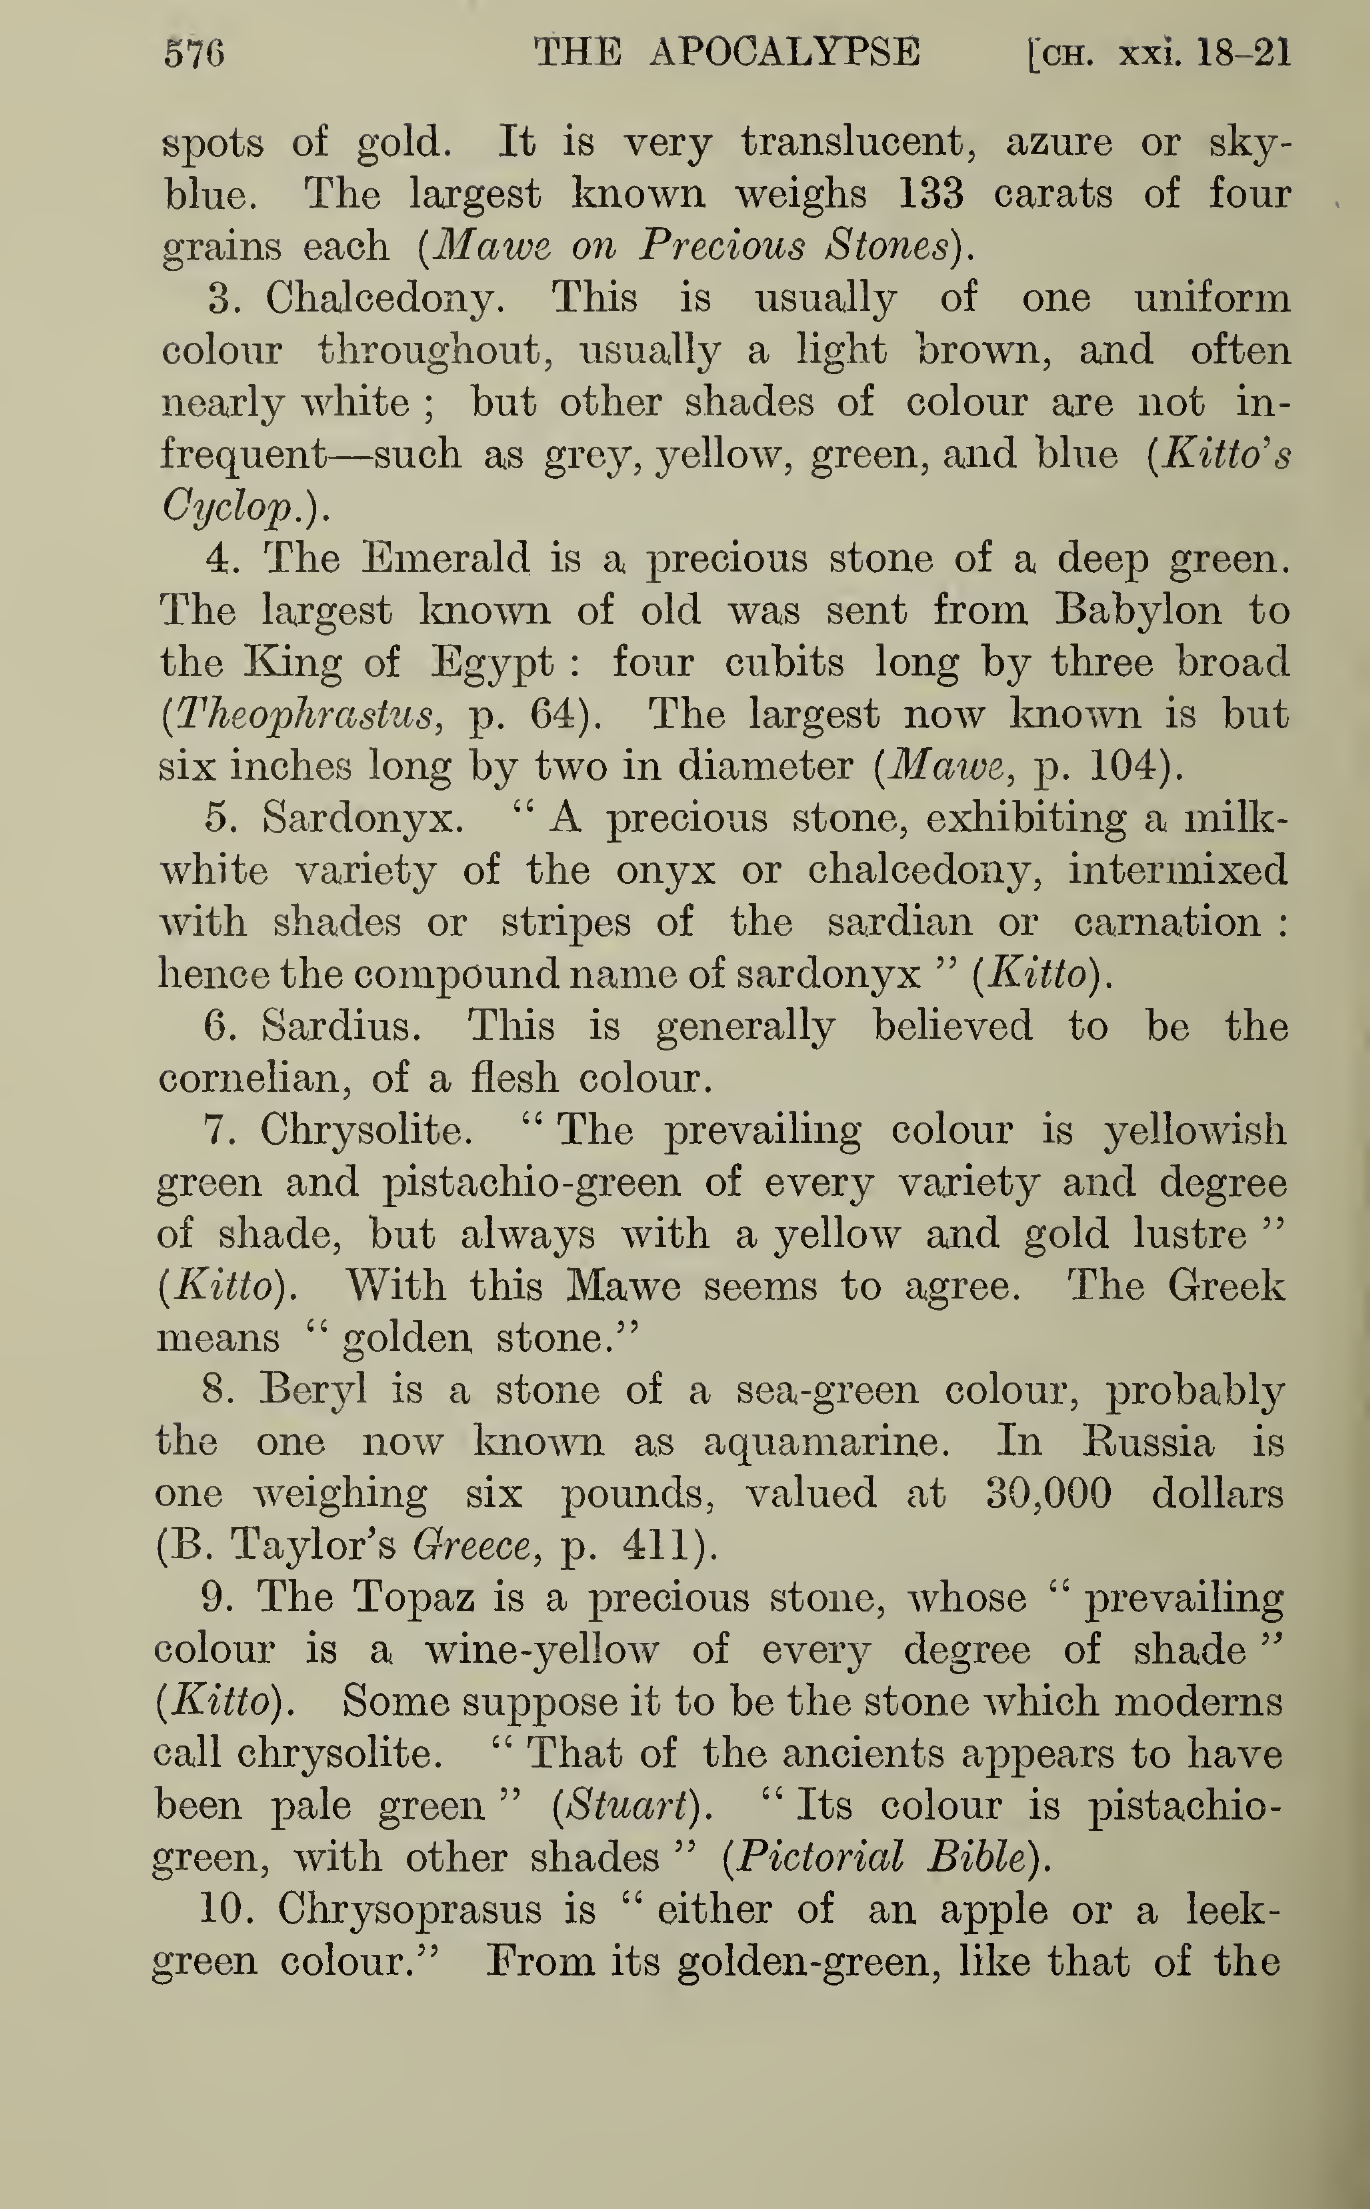 576 THE APOCALYPSE [CH. xxi. 18–21
spots of gold. It is very translucent, azure or sky-
blue. The largest known weighs 133 carats of four
grains each (Mawe on Precious Stones).
3. Chalcedony. This is usually of one uniform
colour throughout, usually a light brown, and often
nearly white ; but other shades of colour are not in-
frequent—such as grey, yellow, green, and blue (Kitto's
Cyclop.).
4. The Emerald is a precious stone of a deep green.
The largest known of old was sent from Babylon to
the King of Egypt : four cubits long by three broad
(Theophrastus, p. 64). The largest now known is but
six inches long by two in diameter (Mawe, p. 104).
5. Sardonyx. “ A precious stone, exhibiting a milk-
white variety of the onyx or chalcedony, intermixed
with shades or stripes of the sardian or carnation :
hence the compound name of sardonyx ” (Kitto).
6. Sardius. This is generally believed to be the
cornelian, of a flesh colour.
7. Chrysolite. “ The prevailing colour is yellowish
green and pistachio-green of every variety and degree
of shade, but always with a yellow and gold lustre ”
(Kitto). With this Mawe seems to agree. The Greek
means “ golden stone.”
8. Beryl is a stone of a sea-green colour, probably
the one now known as aquamarine. In Russia is
one weighing six pounds, valued at 30,000 dollars
(B. Taylor's Greece, p. 411).
9. The Topaz is a precious stone, whose “ prevailing
colour is a wine-yellow of every degree of shade ”
(Kitto). Some suppose it to be the stone which moderns
call chrysolite. “ That of the ancients appears to have
been pale green ” (Stuart). “ Its colour is pistachio-
green, with other shades ” (Pictorial Bible).
10. Chrysoprasus is “ either of an apple or a leek-
green colour.” From its golden-green, like that of the